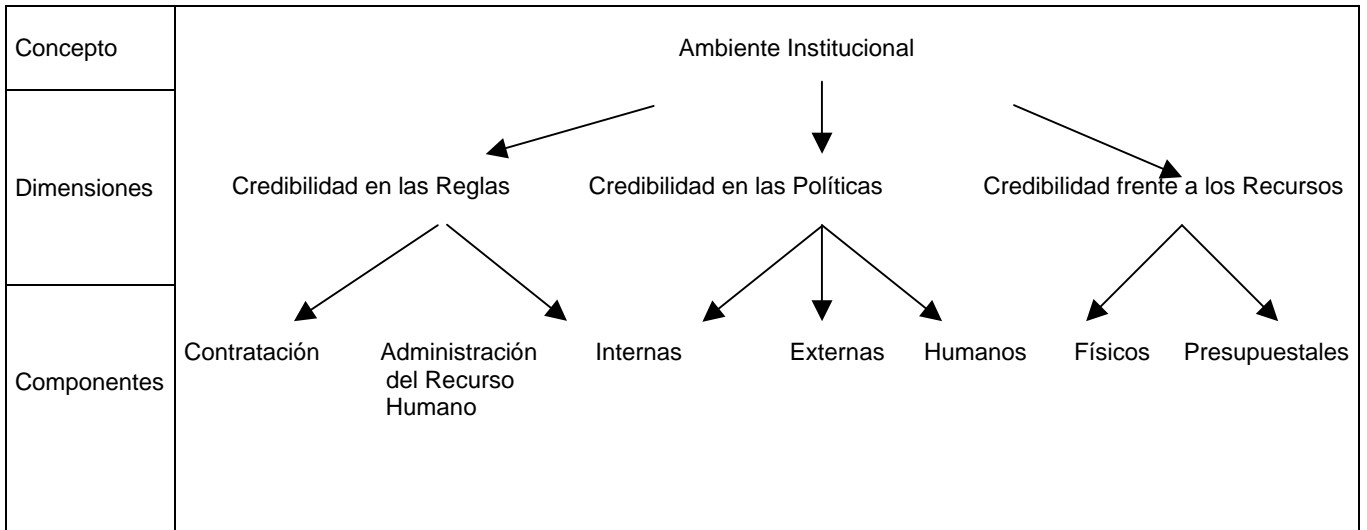 Concepto
Ambiente Institucional
Dimensiones
Credibilidad en las Reglas
Credibilidad en las Políticas
Credibilidad frente a los Recursos
Componentes
Contratación
Administración
del Recurso
Humano
Internas
Externas
Humanos
Físicos
Presupuestales